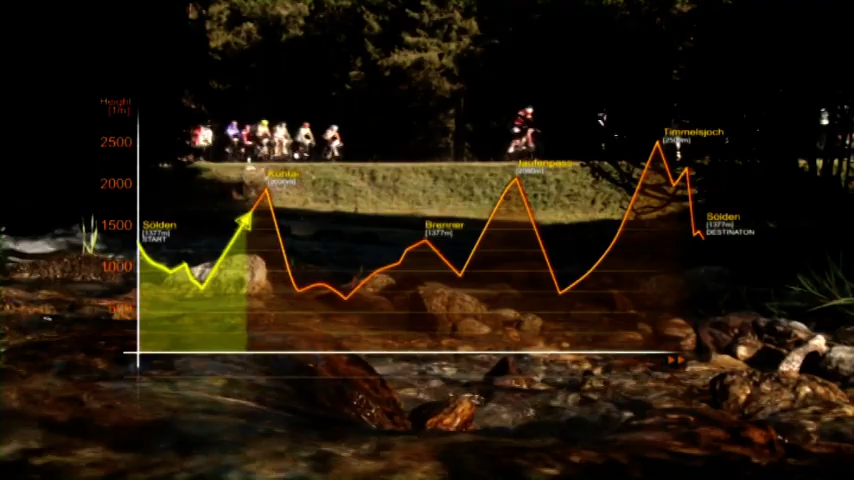 Height
[m]
2500
2000
1500
1000
Sölden
[1377m]
START
Kühtai
Brenner
[1377m]
Jaufenpass
Timmelsjoch
Sölden
[1377m]
DESTINATON